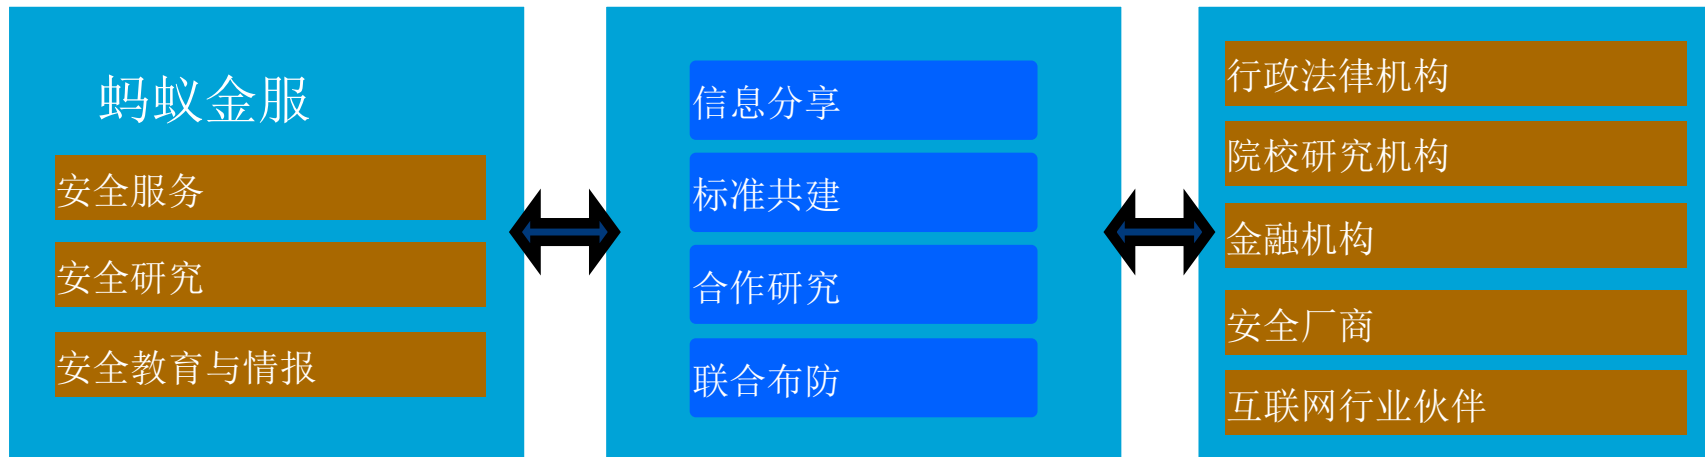 蚂蚁金服
安全服务
安全研究
安全教育与情报
信息分享
标准共建
合作研究
联合布防
行政法律机构
院校研究机构
金融机构
安全厂商
互联网行业伙伴